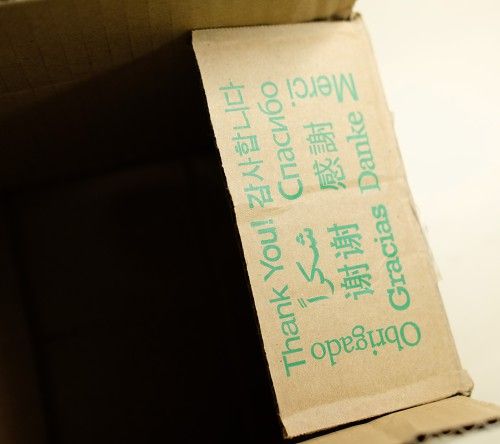 Thank You! 감사합니다
شكراً Спасибо
谢谢 感謝 Merci
Obrigado Gracias Danke